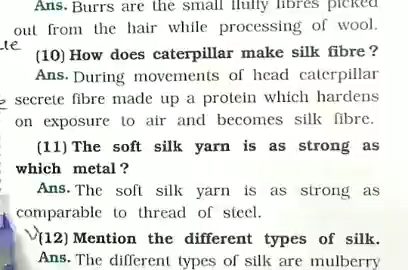 Ans. Burrs are the small fluffy fibres picked
out from the hair while processing of wool.
(10) How does caterpillar make silk fibre ?
Ans. During movements of head caterpillar
secrete fibre made up a protein which hardens
on exposure to air and becomes silk fibre.
(11) The soft silk yarn is as strong as
which metal ?
Ans. The soft silk yarn is as strong as
comparable to thread of steel.
(12) Mention the different types of silk.
Ans. The different types of silk are mulberry